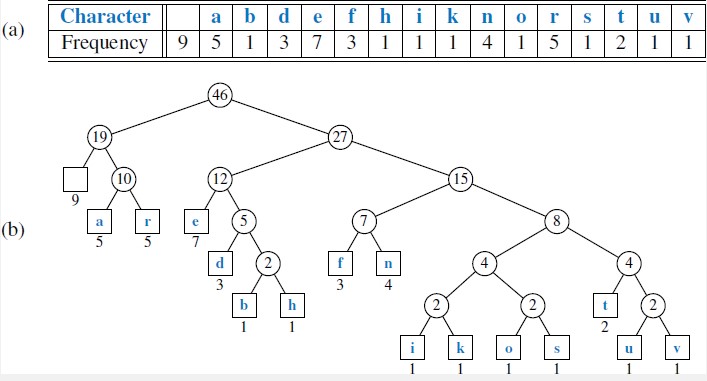 (a)
Character a b d e f h i k n o r s t u v
Frequency 9 5 1 3 7 3 1 1 1 4 1 5 1 2 1 1
46
19 27
10 12 15
9
a r e 5 7 8
5 5 7
(b)
d 2 f n 4 4
3 3 4
b h 2 2 t 2
1 1 2
i k o s u v
1 1 1 1 1 1